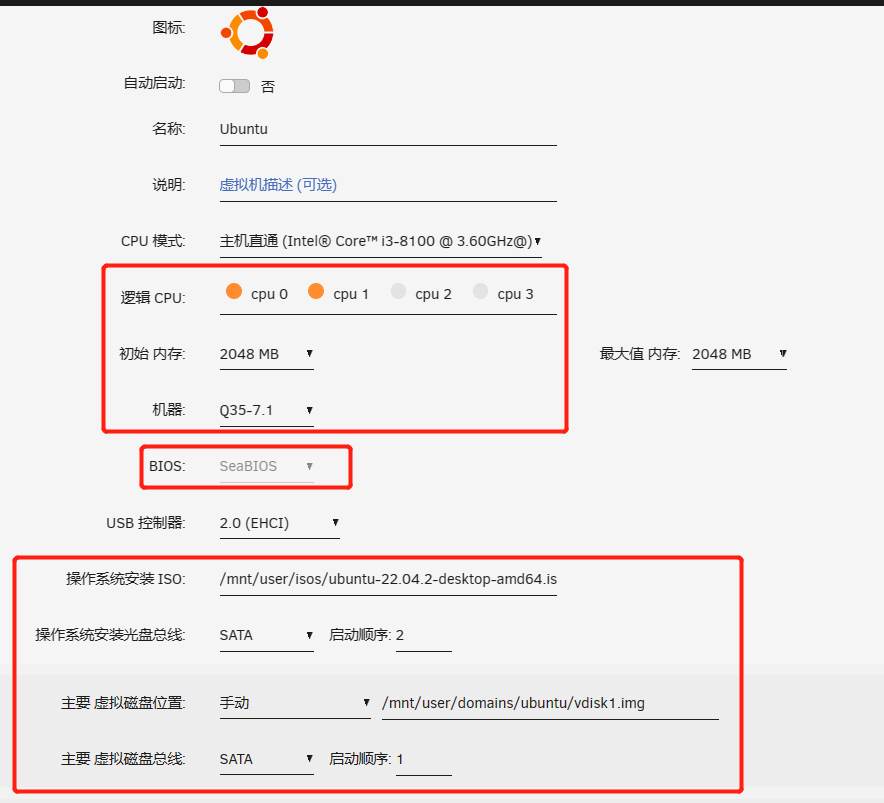 图标:
自动启动: 否
名称: Ubuntu
说明: 虚拟机描述 (可选)
CPU 模式: 主机直通 (Intel® Core™ i3-8100 @ 3.60GHz@)
逻辑 CPU: cpu 0 cpu 1 cpu 2 cpu 3
初始 内存: 2048 MB 最大值 内存: 2048 MB
机器: Q35-7.1
BIOS: SeaBIOS
USB 控制器: 2.0 (EHCI)
操作系统安装 ISO: /mnt/user/isos/ubuntu-22.04.2-desktop-amd64.is
操作系统安装光盘总线: SATA 启动顺序: 2
主要 虚拟磁盘位置: 手动 /mnt/user/domains/ubuntu/vdisk1.img
主要 虚拟磁盘总线: SATA 启动顺序: 1